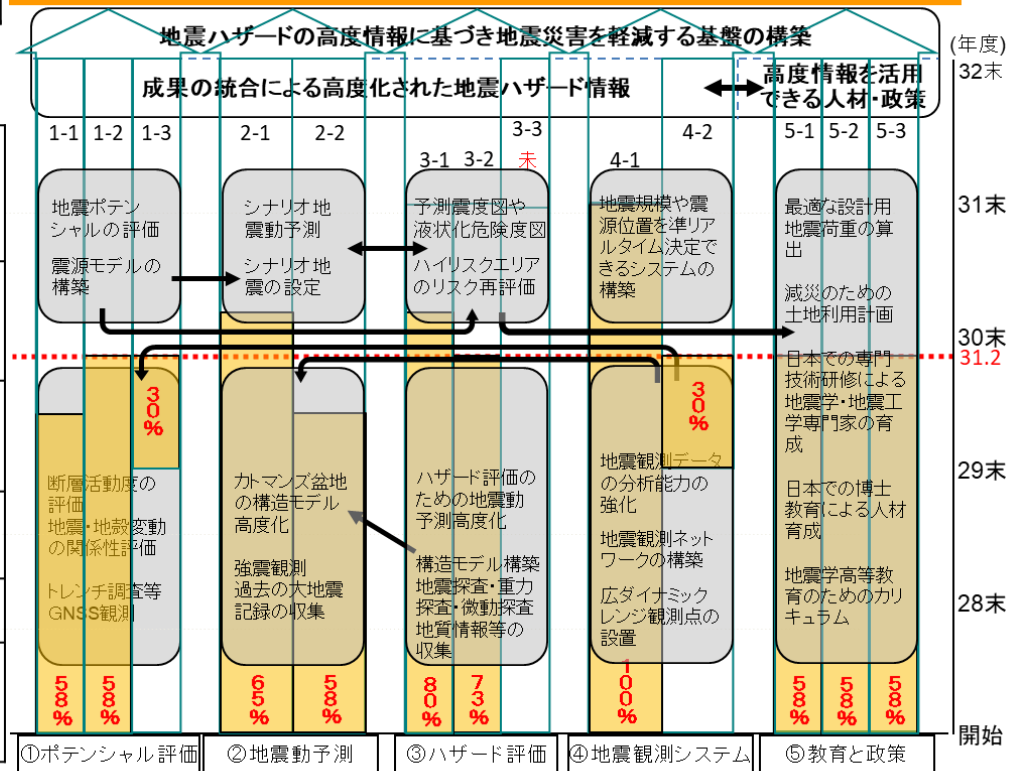 地震ハザードの高度情報に基づき地震災害を軽減する基盤の構築
成果の統合による高度化された地震ハザード情報
高度情報を活用
できる人材・政策
(年度)
32末
31末
30末
31.2
29末
28末
開始
1-1
1-2
1-3
2-1
2-2
3-1
3-2
3-3
未
4-1
4-2
5-1
5-2
5-3
地震ポテン
シャルの評価
震源モデルの
構築
シナリオ地
震動予測
シナリオ地
震の設定
予測震度図や
液状化危険度図
ハイリスクエリア
のリスク再評価
地震規模や震
源位置を準リア
ルタイム決定で
きるシステムの
構築
最適な設計用
地震荷重の算
出
減災のための
土地利用計画
日本での専門
技術研修による
地震学・地震工
学専門家の育
成
日本での博士
教育による人材
育成
地震学高等教
育のためのカリ
キュラム
30%
断層活動度の
評価
地震・地殻変動
の関係性評価
トレンチ調査等
GNSS観測
カトマンズ盆地
の構造モデル
高度化
強震観測
過去の大地震
記録の収集
ハザード評価の
ための地震動
予測高度化
構造モデル構築
地震探査・重力
探査・微動探査
地質情報等の
収集
30%
地震観測データ
の分析能力の
強化
地震観測ネット
ワークの構築
広ダイナミック
レンジ観測点の
設置
58%
58%
65%
58%
80%
73%
100%
58%
58%
58%
①ポテンシャル評価
②地震動予測
③ハザード評価
④地震観測システム
⑤教育と政策